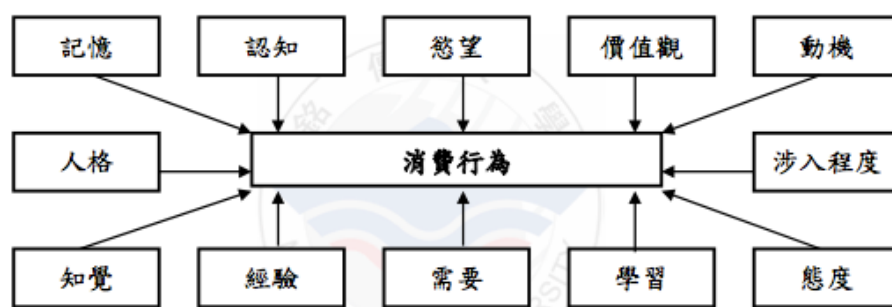 記憶 認知 慾望 價值觀 動機
人格 消費行為 涉入程度
知覺 經驗 需要 學習 態度